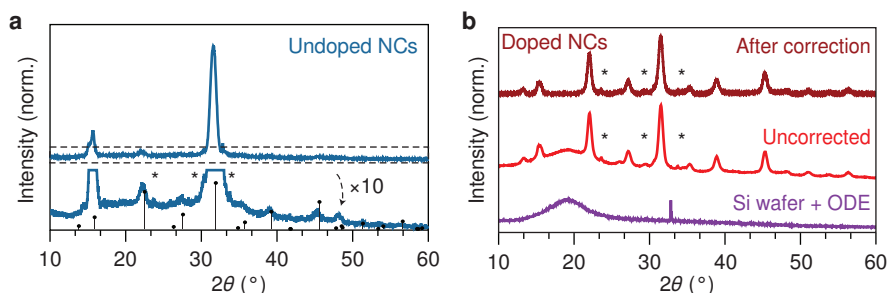 a
Undoped NCs
Intensity (norm.)
* * *
×10
10 20 30 40 50 60
2θ (°)
b
Doped NCs
After correction
* * *
Uncorrected
* * *
Si wafer + ODE
Intensity (norm.)
10 20 30 40 50 60
2θ (°)